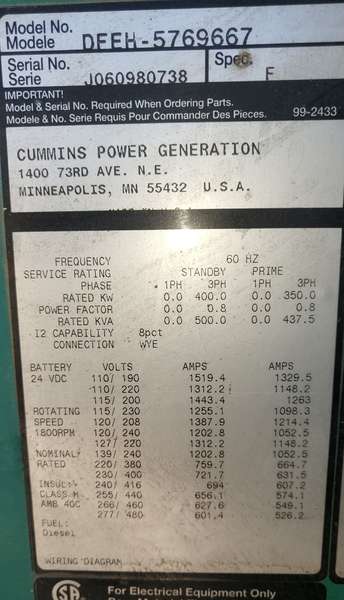 Model No.
Modele DFEH-5769667
Serial No. Spec.
Serie J060980738 F
IMPORTANT!
Model & Serial No. Required When Ordering Parts.
Modele & No. Serie Requis Pour Commander Des Pieces. 99-2433
CUMMINS POWER GENERATION
1400 73RD AVE. N.E.
MINNEAPOLIS, MN 55432 U.S.A.
FREQUENCY 60 HZ
SERVICE RATING STANDBY PRIME
PHASE 1PH 3PH 1PH 3PH
RATED KW 0.0 400.0 0.0 350.0
POWER FACTOR 0.0 0.8 0.0 0.8
RATED KVA 0.0 500.0 0.0 437.5
I2 CAPABILITY 8pct
CONNECTION WYE
BATTERY VOLTS AMPS AMPS
24 VDC 110/ 190 1519.4 1329.5
110/ 220 1312.2 1148.2
115/ 200 1443.4 1263
ROTATING 115/ 230 1255.1 1098.3
SPEED 120/ 208 1387.9 1214.4
1800RPM 120/ 240 1202.8 1052.5
127/ 220 1312.2 1148.2
NOMINAL 139/ 240 1202.8 1052.5
RATED 220/ 380 759.7 664.7
230/ 400 721.7 631.5
INSUL: 240/ 416 694 607.2
CLASS H 255/ 440 656.1 574.1
AMB 40C 266/ 460 627.6 549.1
277/ 480 601.4 526.2
FUEL:
Diesel
WIRING DIAGRAM
For Electrical Equipment Only